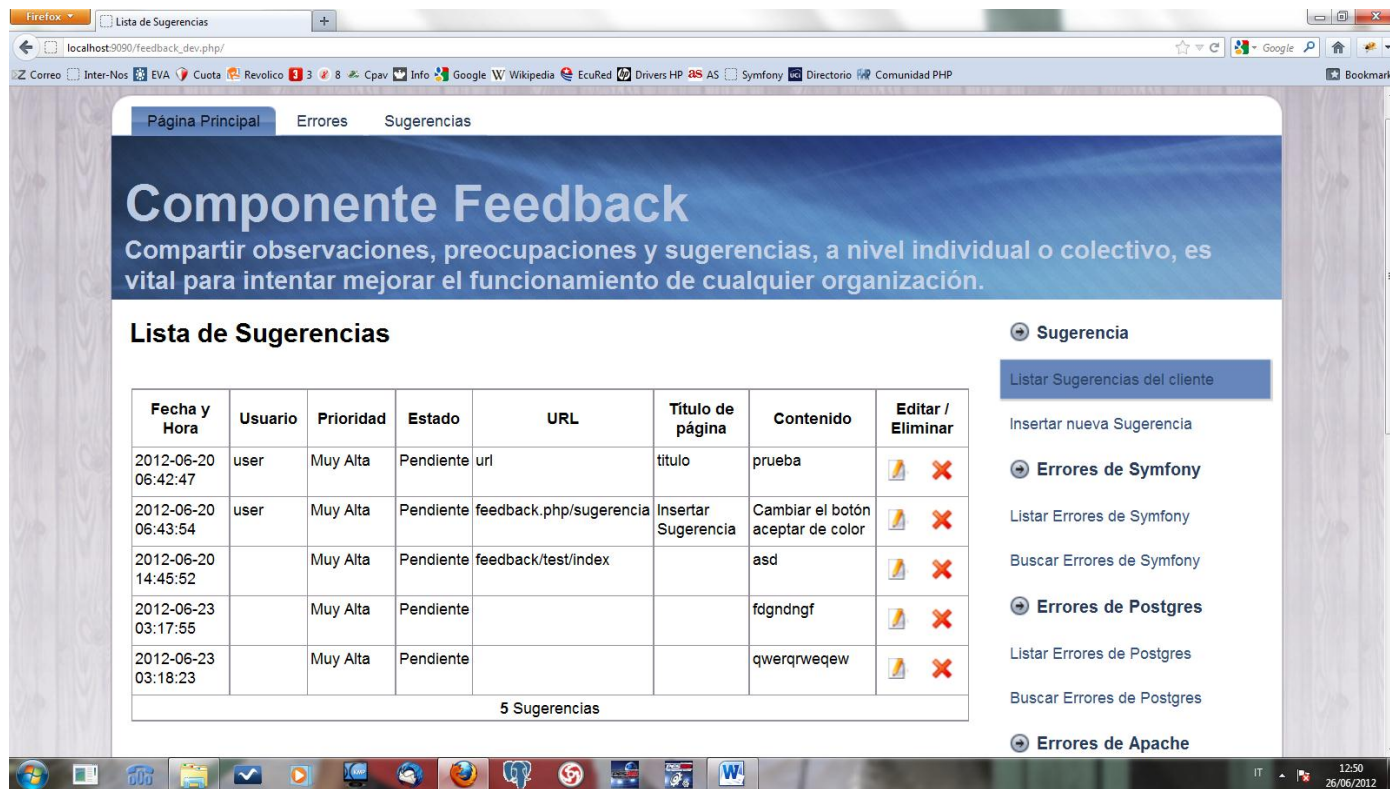 Firefox
Lista de Sugerencias
localhost:9090/feedback_dev.php/
Google
Z Correo Inter-Nos EVA Cuota Revolico 3 8 Cpav Info Google Wikipedia EcuRed Drivers HP AS Symfony Directorio Comunidad PHP
Bookmark
Página Principal Errores Sugerencias
Componente Feedback
Compartir observaciones, preocupaciones y sugerencias, a nivel individual o colectivo, es
vital para intentar mejorar el funcionamiento de cualquier organización.
Lista de Sugerencias
Fecha y Hora Usuario Prioridad Estado URL Título de página Contenido Editar / Eliminar
2012-06-20 06:42:47 user Muy Alta Pendiente url titulo prueba
2012-06-20 06:43:54 user Muy Alta Pendiente feedback.php/sugerencia Insertar Sugerencia Cambiar el botón aceptar de color
2012-06-20 14:45:52 Muy Alta Pendiente feedback/test/index asd
2012-06-23 03:17:55 Muy Alta Pendiente fdgndngf
2012-06-23 03:18:23 Muy Alta Pendiente qwerqrweqew
5 Sugerencias
Sugerencia
Listar Sugerencias del cliente
Insertar nueva Sugerencia
Errores de Symfony
Listar Errores de Symfony
Buscar Errores de Symfony
Errores de Postgres
Listar Errores de Postgres
Buscar Errores de Postgres
Errores de Apache
IT
12:50
26/06/2012